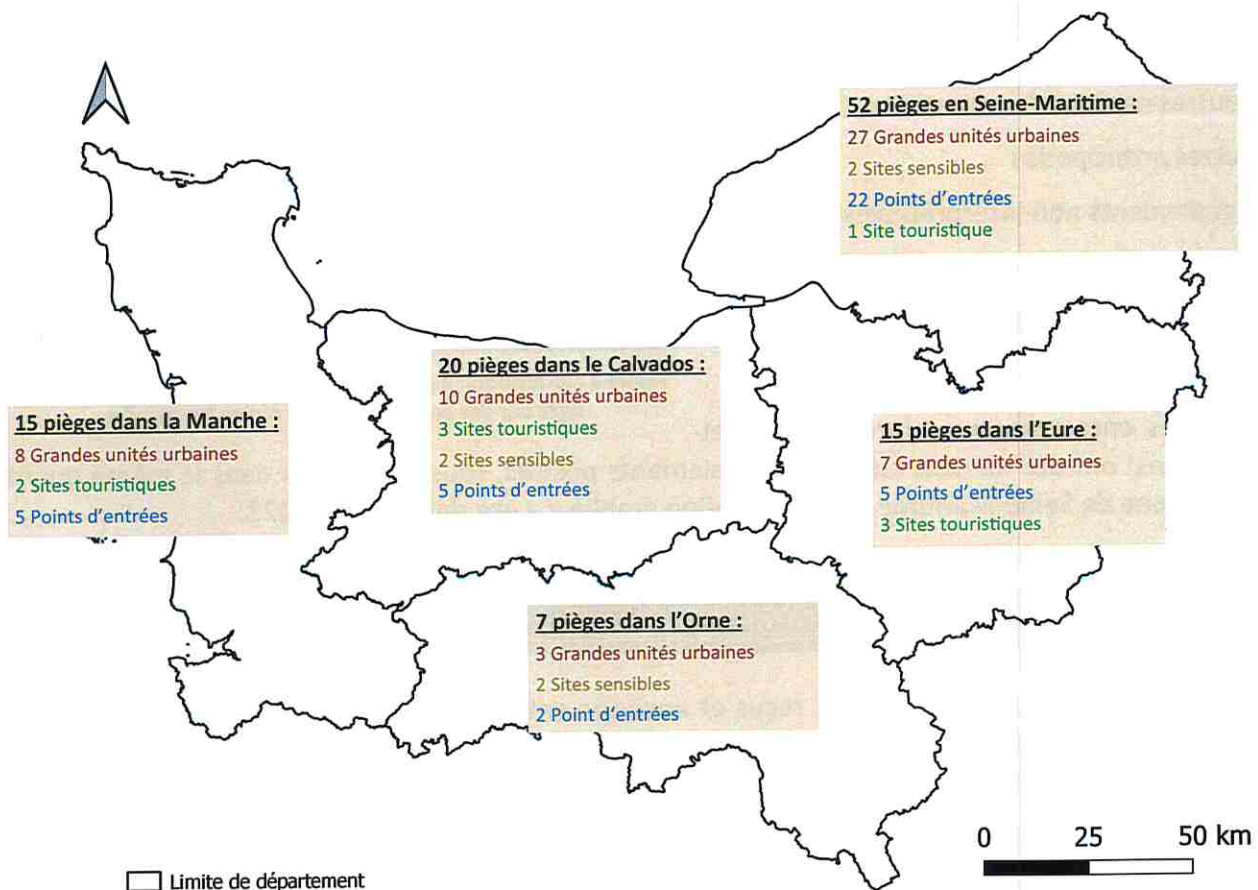 52 pièges en Seine-Maritime :
27 Grandes unités urbaines
2 Sites sensibles
22 Points d'entrées
1 Site touristique
20 pièges dans le Calvados :
10 Grandes unités urbaines
3 Sites touristiques
2 Sites sensibles
5 Points d'entrées
15 pièges dans la Manche :
8 Grandes unités urbaines
2 Sites touristiques
5 Points d'entrées
15 pièges dans l'Eure :
7 Grandes unités urbaines
5 Points d'entrées
3 Sites touristiques
7 pièges dans l'Orne :
3 Grandes unités urbaines
2 Sites sensibles
2 Point d'entrées
0 25 50 km
Limite de département